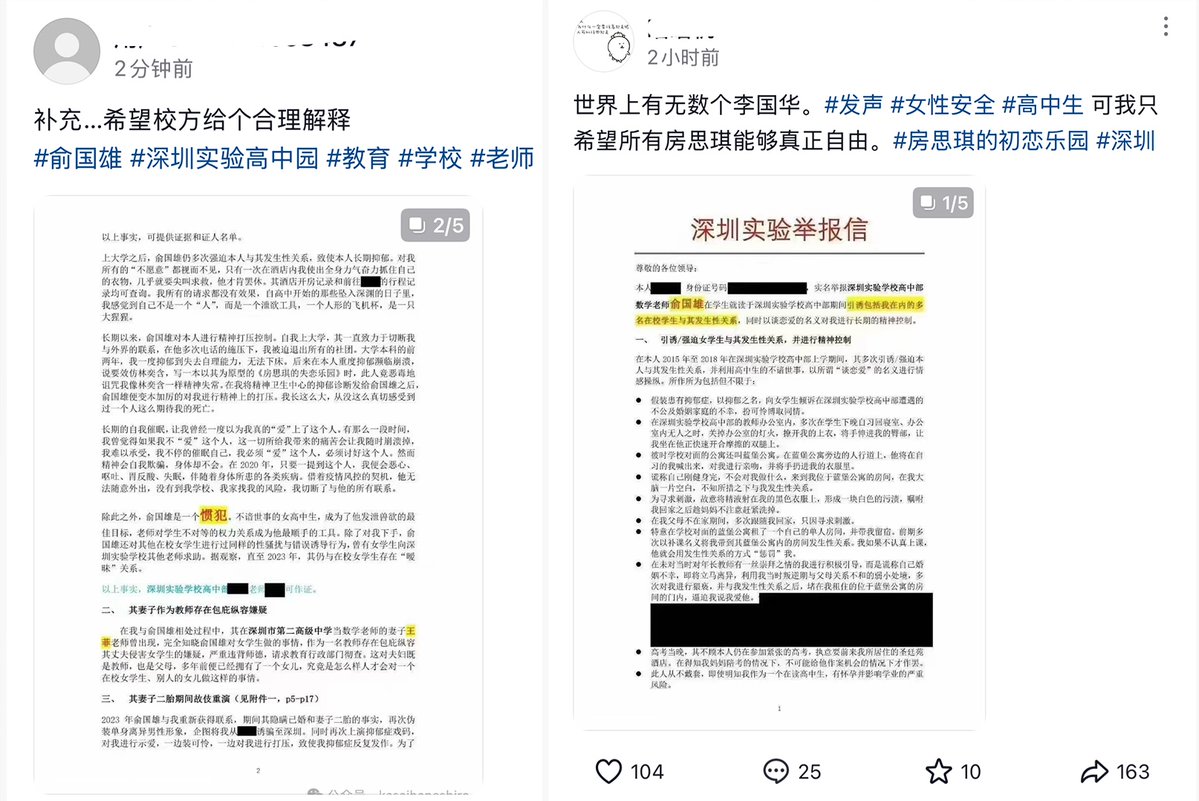 2分钟前
补充...希望校方给个合理解释
#俞国雄 #深圳实验高中园 #教育 #学校 #老师
2/5
以上事实，可提供证据和证人名单。
上大学之后，俞国雄仍多次强迫本人与其发生性关系，致使本人长期抑郁。对我
所有的“不愿意”都视而不见，只有一次在酒店内我使出全身力气奋力抓住自己
的衣物，几乎就要尖叫求救，他才肯罢休。其酒店开房记录和前往
的行程记
录均可查询。我所有的请求都没有效果，自高中开始的那些坠入深渊的日子里，
我感觉到自己不是一个“人”，而是一个泄欲工具，一个人形的飞机杯，是一只
大猩猩。
长期以来，俞国雄对本人进行精神打压控制。自我上大学，其一直致力于切断我
与外界的联系，在他多次电话的施压下，我被迫退出所有的社团。大学本科的前
两年，我一度抑郁到失去自理能力，无法下床。后来在本人重度抑郁濒临崩溃，
说要效仿林奕含，写一本以其为原型的《房思琪的失恋乐园》时，此人竟恶毒地
诅咒我像林奕含一样精神失常。在我将精神卫生中心的抑郁诊断发给俞国雄之后，
俞国雄便变本加厉的对我进行精神上的打压。我长这么大，从没这么真切感受到
过一个人这么期待我的死亡。
长期的自我催眠，让我曾经一度以为我真的“爱”上了这个人。有那么一段时间，
我曾觉得如果我不“爱”这个人，这一切所给我带来的痛苦会让我随时崩溃掉，
我难以承受，我不停的催眠自己，我必须“爱”这个人，必须讨好这个人。然而
精神会自我欺骗，身体却不会。在 2020 年，只要一提到这个人，我便会恶心、
呕吐、胃反酸、失眠，伴随着身体所患的各类疾病。借着疫情风控的契机，他无
法随意外出，没有到我学校、我家找我的风险，我切断了与他的所有联系。
除此之外，俞国雄是一个惯犯。不谙世事的女高中生，成为了他发泄兽欲的最
佳目标，老师对学生不对等的权力关系成为他最顺手的工具。除了对我下手，俞
国雄还对其他在校女学生进行过同样的性骚扰与错误诱导行为，曾有女学生向深
圳实验学校其他老师求助。据观察，直至 2023 年，其仍与在校女学生存在“暧
昧”关系。
以上事实，深圳实验学校高中部
老师
可作证。
二、 其妻子作为教师存在包庇纵容嫌疑
在我与俞国雄相处过程中，其在深圳市第二高级中学当数学老师的妻子王
菲老师曾出现，完全知晓俞国雄对女学生做的事情，作为一名教师存在包庇纵容
其丈夫侵害女学生的嫌疑，严重违背师德，请求教育行政部门彻查。这对夫妇既
是教师，也是父母，多年前便已经拥有了一个女儿，究竟是怎么样人才会对一个
在校女学生、别人的女儿做这样的事情。
三、 其妻子二胎期间故伎重演（见附件一，p5-p17）
2023 年俞国雄与我重新获得联系，期间其隐瞒已婚和妻子二胎的事实，再次伪
装单身离异男性形象，企图将我从
诱骗至深圳。同时再次上演抑郁症戏码，
对我进行示爱，一边装可怜，一边对我进行打压，致使我抑郁症反复发作。为了
2
2小时前
世界上有无数个李国华。#发声 #女性安全 #高中生 可我只
希望所有房思琪能够真正自由。#房思琪的初恋乐园 #深圳
1/5
深圳实验举报信
尊敬的各位领导：
本人
身份证号码
，实名举报深圳实验学校高中部
数学老师俞国雄在学生就读于深圳实验学校高中部期间引诱包括我在内的多
名在校学生与其发生性关系，同时以谈恋爱的名义对我进行长期的精神控制。
一、 引诱/强迫女学生与其发生性关系，并进行精神控制
在本人 2015 年至 2018 年在深圳实验学校高中部上学期间，其多次引诱/强迫本
人与其发生性关系，并利用高中生的不谙世事，以所谓“谈恋爱”的名义进行情
感操纵。所作所为包括但不限于：
● 假装患有抑郁症，以抑郁之名，向女学生倾诉在深圳实验学校高中部遭遇的
不公及婚姻家庭的不幸，扮可怜博取同情。
● 在深圳实验学校高中部的教师办公室内，多次在学生下晚自习回寝室、办公
室内无人之时，关掉办公室的灯火，撩开我的上衣，将手伸进我的臀部，让
我坐在他正快速开合摩擦的双腿上。
● 彼时学校对面的公寓还叫蓝堡公寓。在蓝堡公寓旁边的人行道上，他将在自
习的我喊出来，对我进行亲吻，并将手扔进我的衣服里。
● 谎称自己刚健身完，不会对我做什么，来到位于蓝堡公寓的房间，在我大
脑一片空白，不知所措之下与我发生性关系。
● 为寻求刺激，故意将精液射在我的黑色衣服上，形成一块白色的污渍，嘱咐
我回家之后趁妈妈不注意赶紧洗掉。
● 在我父母不在家期间，多次跟随我回家，只因寻求刺激。
● 特意在学校对面的蓝堡公寓租了一个自己的单人房间，并带我留宿。前期多
次以补课名义将我带到其蓝堡公寓内的房间发生性关系。我如果不认真上课，
他就会用发生性关系的方式“惩罚”我。
● 在未对当时对年长教师有一丝崇拜之情的我进行积极引导，而是谎称自己婚
姻不幸，即将立马离异，利用我当时叛逆期与父母关系不和的弱小处境，多
次对我进行猥亵，并与我发生性关系之后，堵在我租住的位于蓝堡公寓的房
间的门内，逼迫我说我爱他。
● 高考当晚，其不顾本人仍在参加紧张的高考，执意要前来我所居住的圣廷苑
酒店，在得知我妈妈陪考的情况下，不可能给他作案机会的情况下才作罢。
● 此人从不戴套，即使明知我作为一个在读高中生，有怀孕并影响学业的严重
风险。
1
104
25
10
163